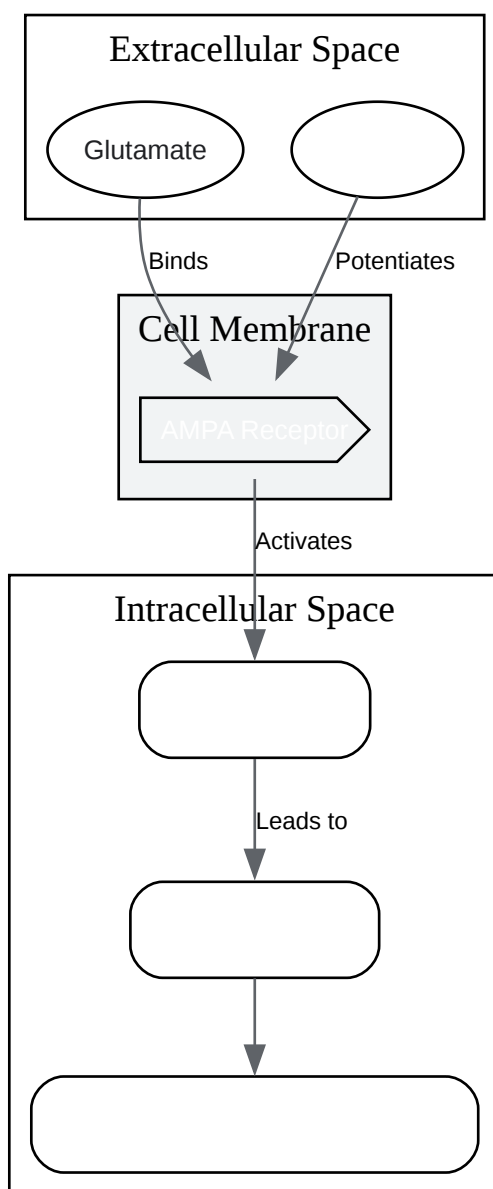 Extracellular Space
Glutamate
Binds
Potentiates
Cell Membrane
AMPA Receptor
Activates
Intracellular Space
Leads to